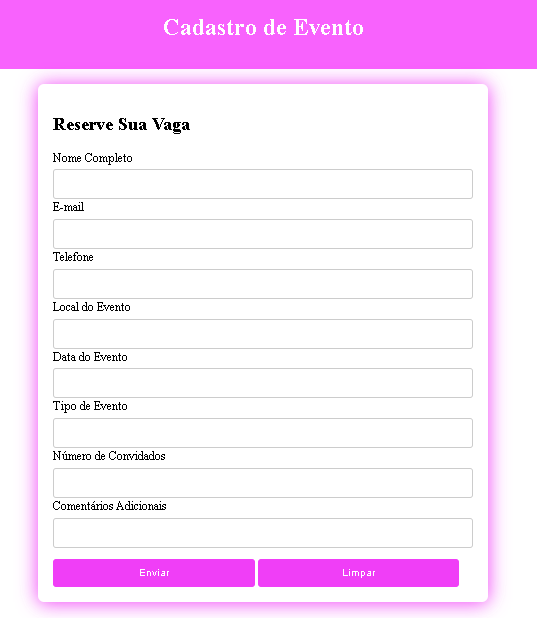 Cadastro de Evento
Reserve Sua Vaga
Nome Completo
E-mail
Telefone
Local do Evento
Data do Evento
Tipo de Evento
Número de Convidados
Comentários Adicionais
Enviar
Limpar